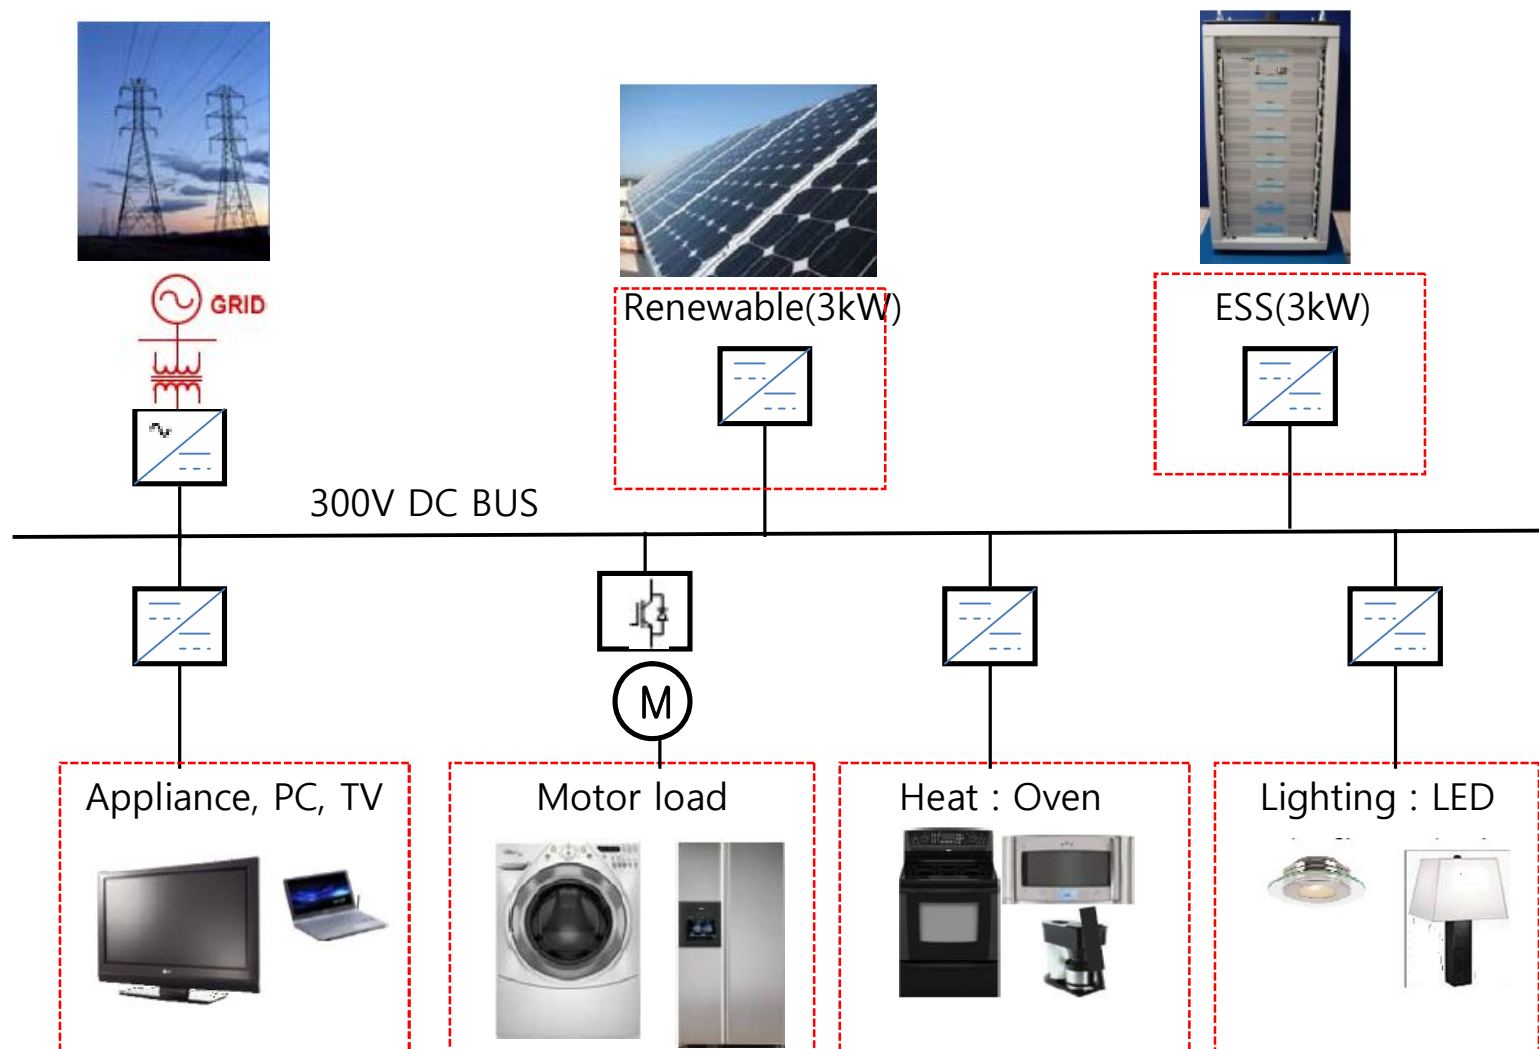 GRID
Renewable(3kW)
ESS(3kW)
300V DC BUS
M
Appliance, PC, TV
Motor load
Heat : Oven
Lighting : LED